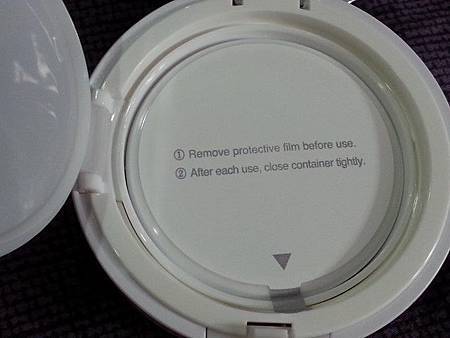 ① Remove protective film before use.
② After each use, close container tightly.